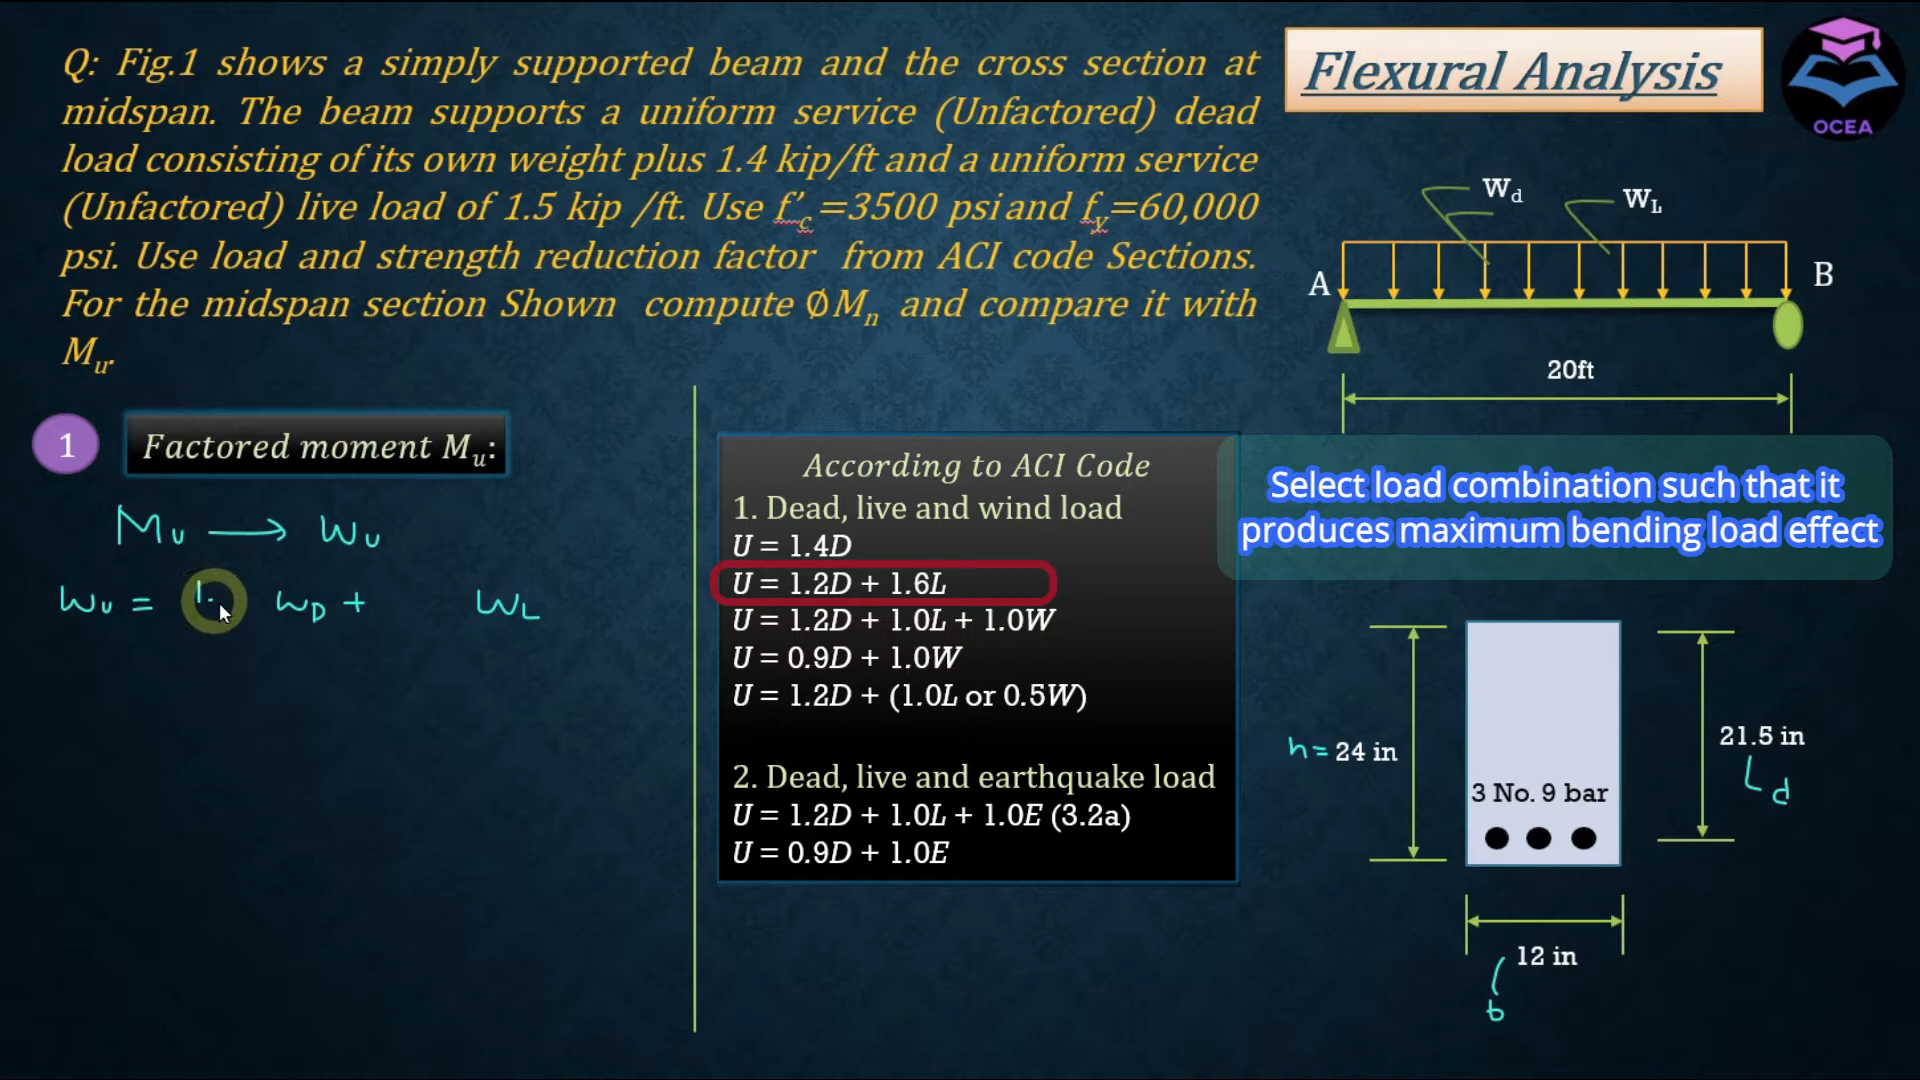 Q: Fig.1 shows a simply supported beam and the cross section at
midspan. The beam supports a uniform service (Unfactored) dead
load consisting of its own weight plus 1.4 kip/ft and a uniform service
(Unfactored) live load of 1.5 kip /ft. Use f'c =3500 psi and fy=60,000
psi. Use load and strength reduction factor from ACI code Sections.
For the midspan section Shown compute ∅Mn and compare it with
Mu.
Flexural Analysis
OCEA
Wd
WL
A
B
20ft
1
Factored moment Mu:
Mu → Wu
Wu = 1. WD + WL
According to ACI Code
1. Dead, live and wind load
U = 1.4D
U = 1.2D + 1.6L
U = 1.2D + 1.0L + 1.0W
U = 0.9D + 1.0W
U = 1.2D + (1.0L or 0.5W)
2. Dead, live and earthquake load
U = 1.2D + 1.0L + 1.0E (3.2a)
U = 0.9D + 1.0E
Select load combination such that it
produces maximum bending load effect
h = 24 in
21.5 in
d
3 No. 9 bar
12 in
b